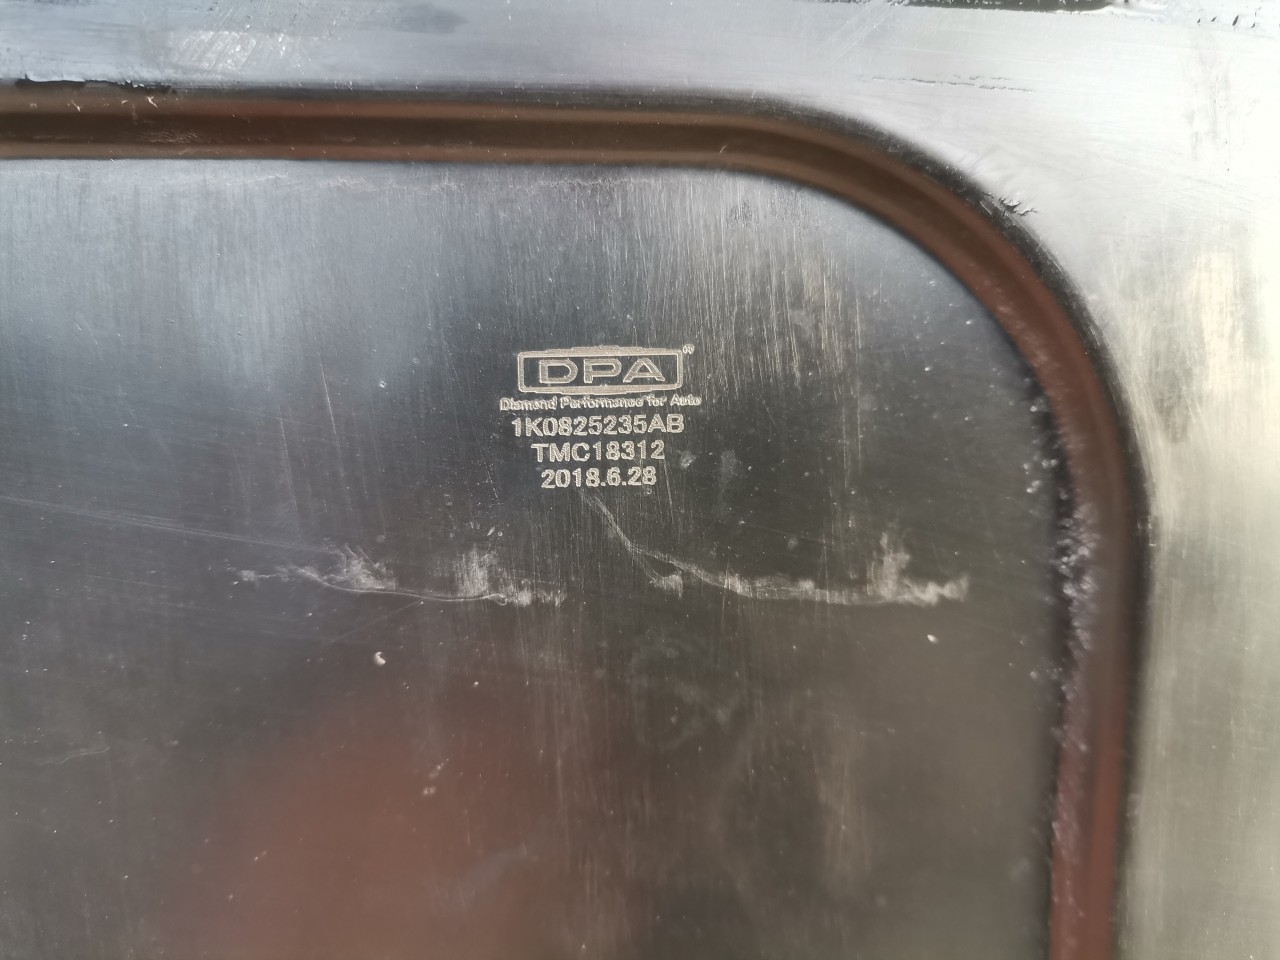 DPA®
Diamond Performance for Auto
1K0825235AB
TMC18312
2018.6.28